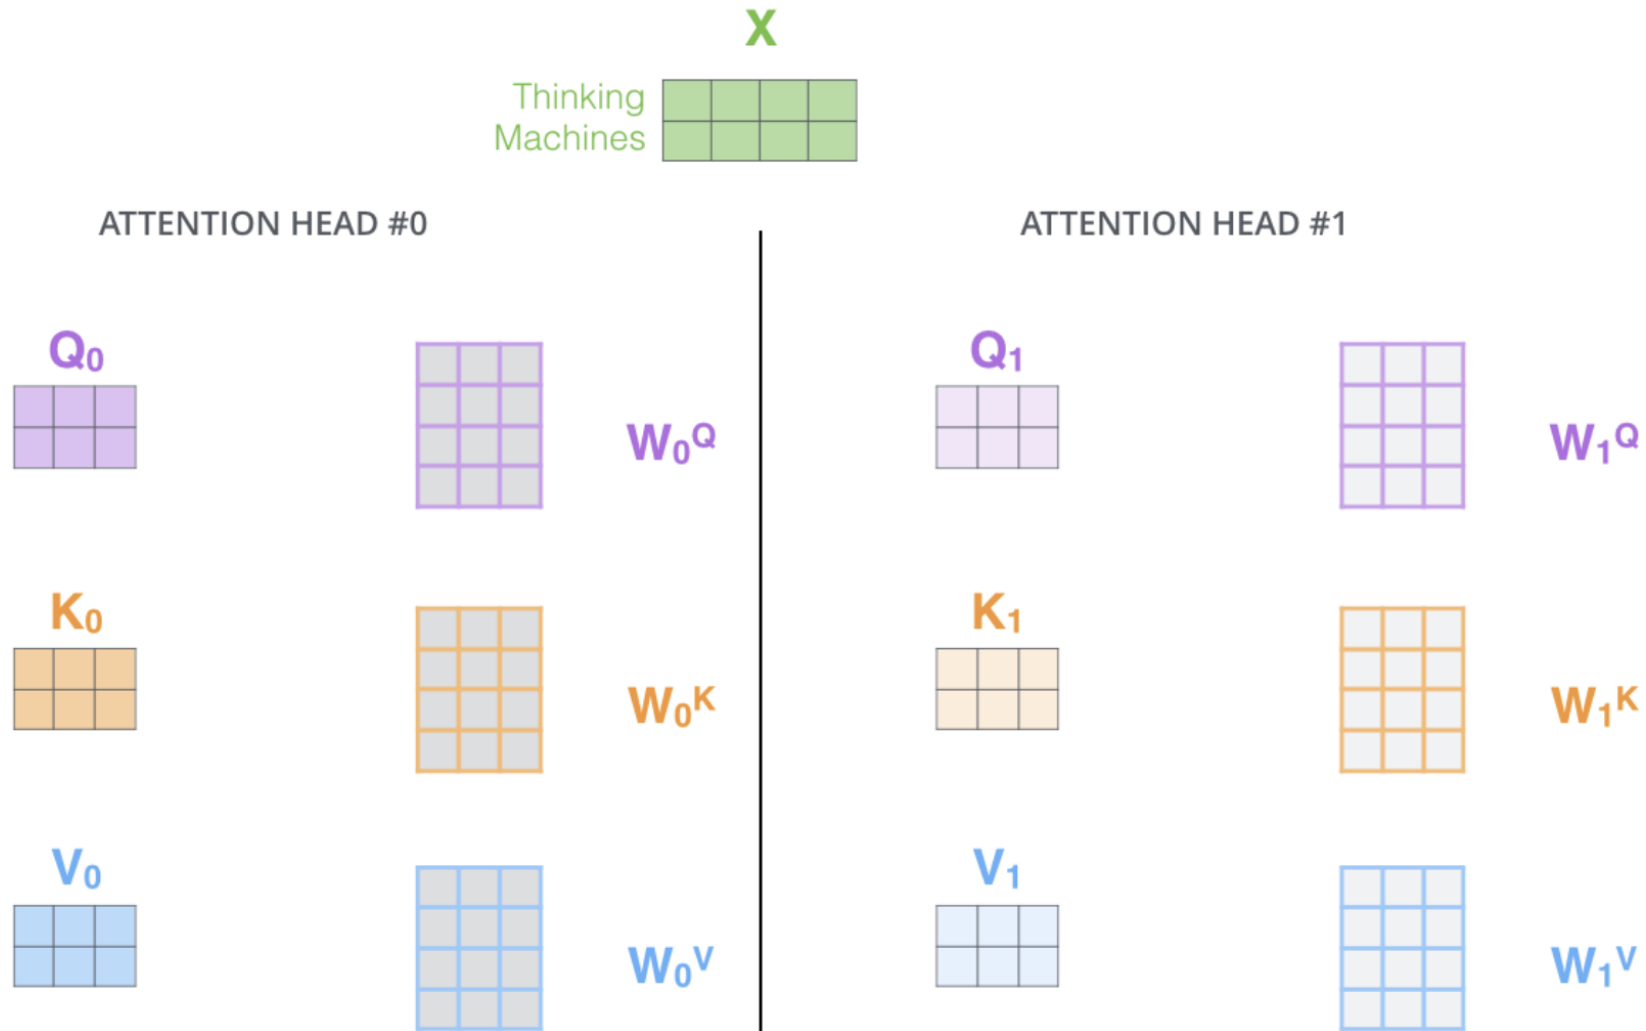 X
Thinking
Machines
ATTENTION HEAD #0
ATTENTION HEAD #1
Q₀
W₀Q
Q₁
W₁Q
K₀
W₀K
K₁
W₁K
V₀
W₀V
V₁
W₁V